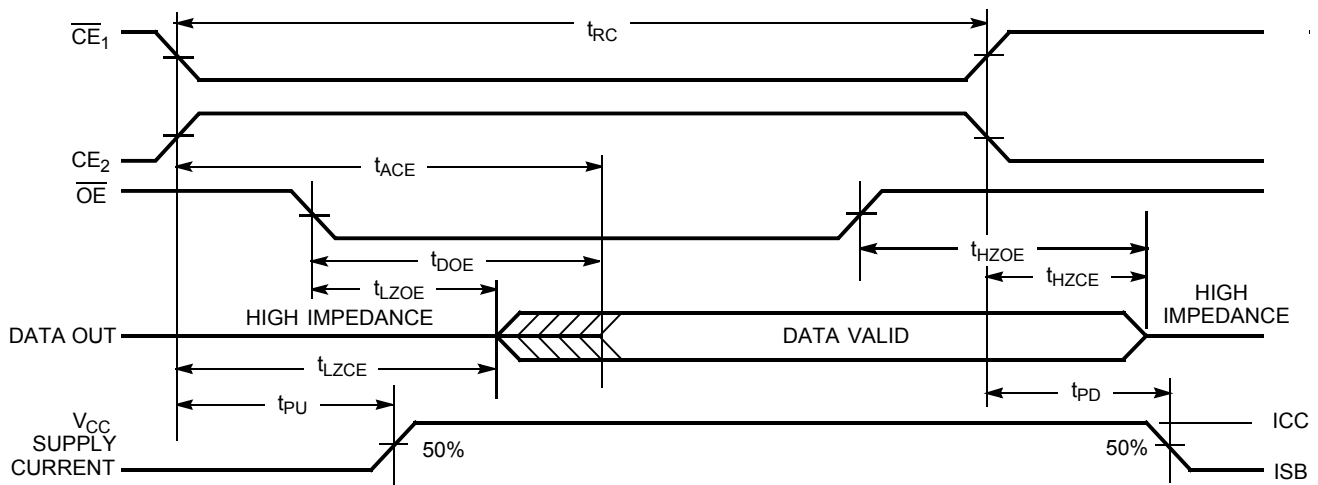 CE1
tRC
CE2
tACE
OE
tDOE
tHZOE
tLZOE
tHZCE
DATA OUT
HIGH IMPEDANCE
DATA VALID
HIGH
IMPEDANCE
tLZCE
tPU
tPD
VCC
SUPPLY
CURRENT
50%
50%
ICC
ISB